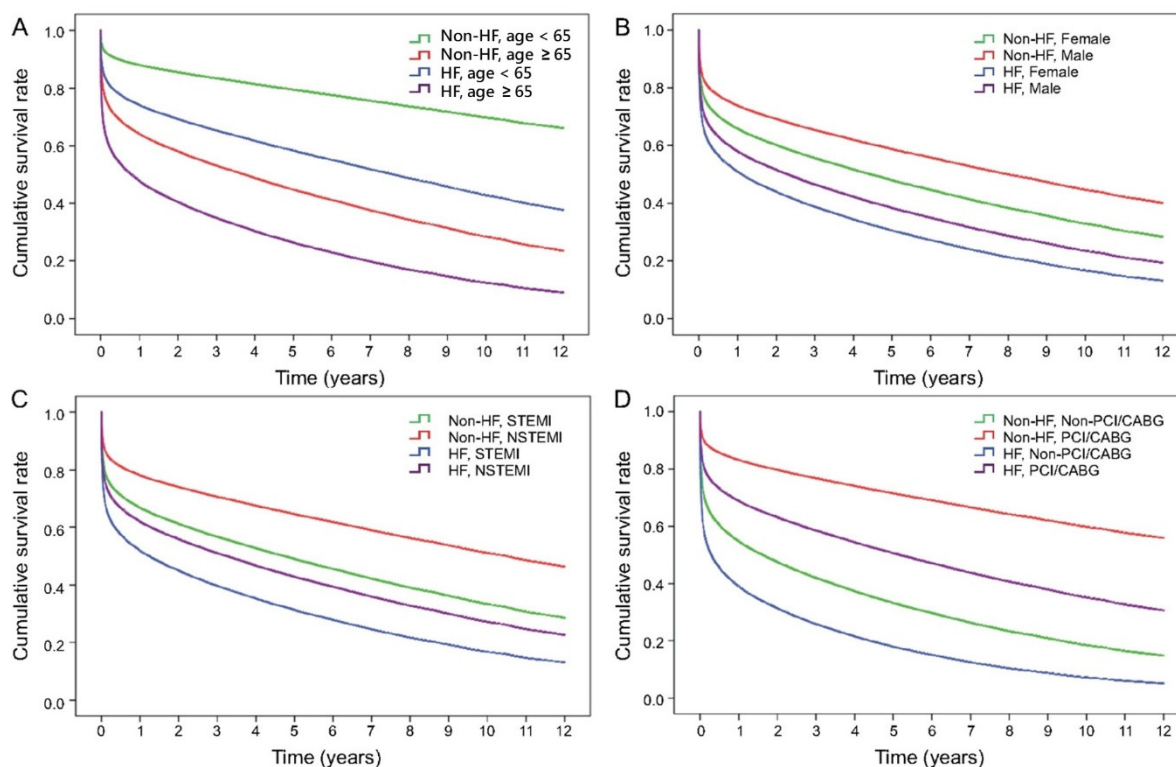 A
Non-HF, age < 65
Non-HF, age ≥ 65
HF, age < 65
HF, age ≥ 65
Cumulative survival rate
1.0
0.8
0.6
0.4
0.2
0.0
0 1 2 3 4 5 6 7 8 9 10 11 12
Time (years)
B
Non-HF, Female
Non-HF, Male
HF, Female
HF, Male
Cumulative survival rate
1.0
0.8
0.6
0.4
0.2
0.0
0 1 2 3 4 5 6 7 8 9 10 11 12
Time (years)
C
Non-HF, STEMI
Non-HF, NSTEMI
HF, STEMI
HF, NSTEMI
Cumulative survival rate
1.0
0.8
0.6
0.4
0.2
0.0
0 1 2 3 4 5 6 7 8 9 10 11 12
Time (years)
D
Non-HF, Non-PCI/CABG
Non-HF, PCI/CABG
HF, Non-PCI/CABG
HF, PCI/CABG
Cumulative survival rate
1.0
0.8
0.6
0.4
0.2
0.0
0 1 2 3 4 5 6 7 8 9 10 11 12
Time (years)